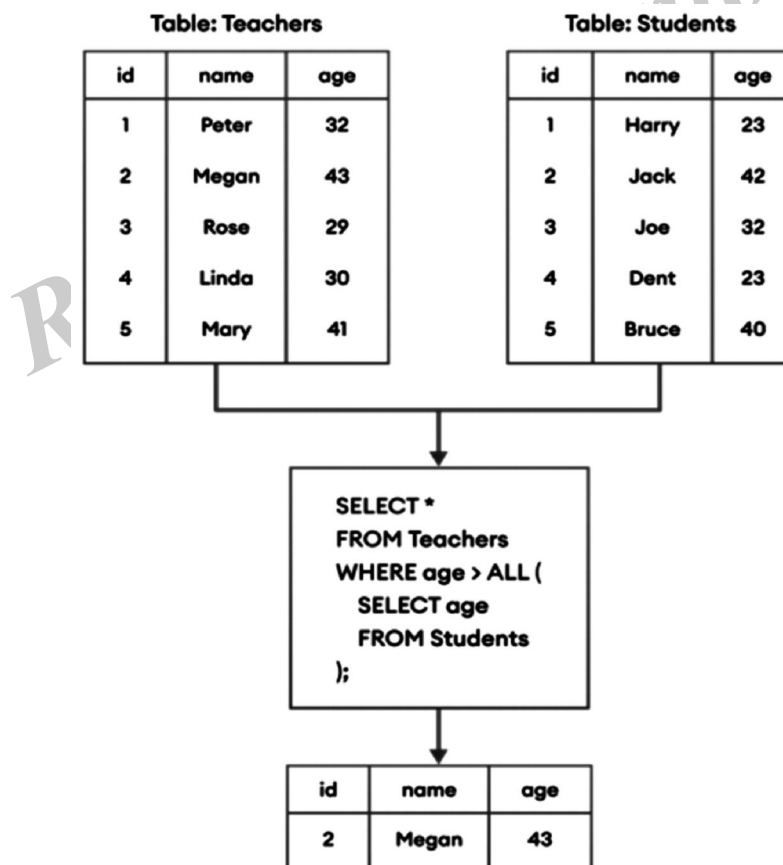 Table: Teachers
id name age
1 Peter 32
2 Megan 43
3 Rose 29
4 Linda 30
5 Mary 41
Table: Students
id name age
1 Harry 23
2 Jack 42
3 Joe 32
4 Dent 23
5 Bruce 40
SELECT *
FROM Teachers
WHERE age > ALL (
SELECT age
FROM Students
);
id name age
2 Megan 43